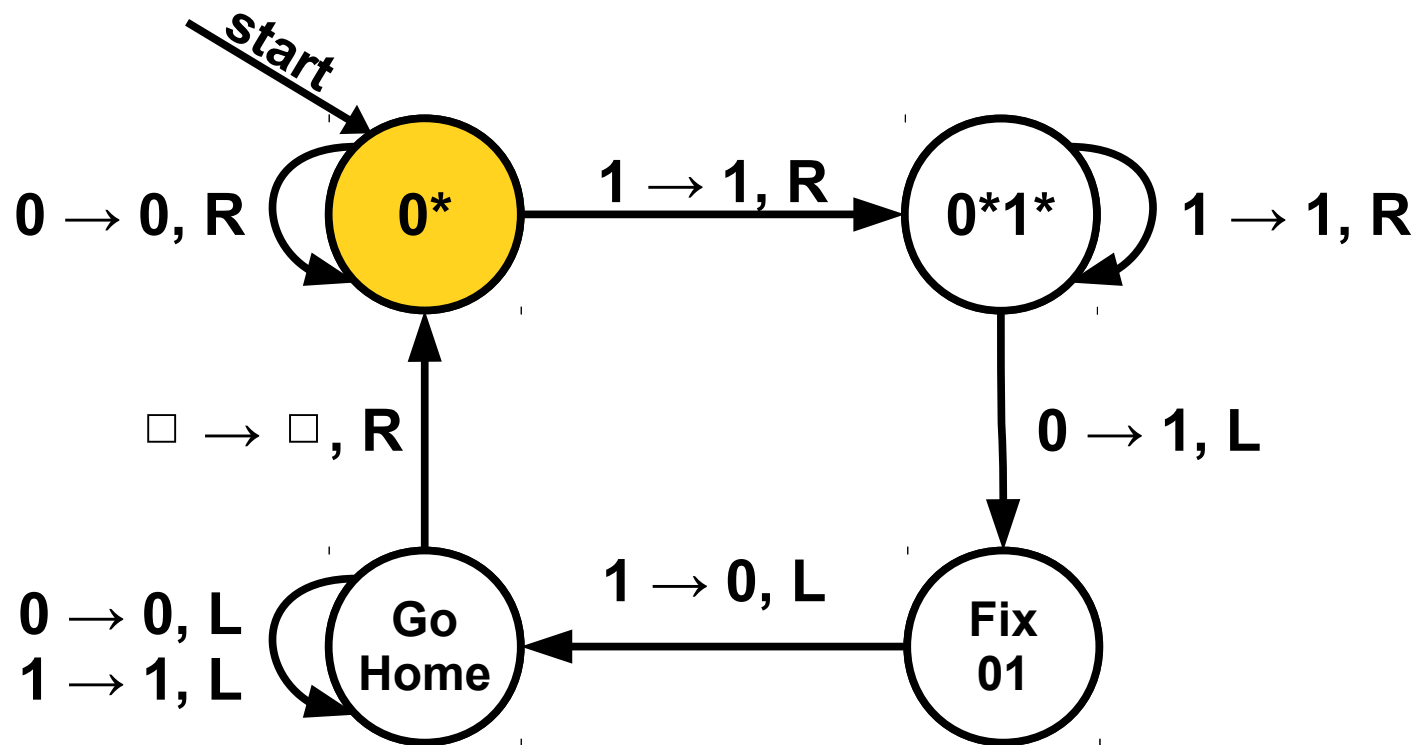 start
0 → 0, R
0*
1 → 1, R
0*1*
1 → 1, R
□ → □, R
0 → 1, L
0 → 0, L
1 → 1, L
Go
Home
1 → 0, L
Fix
01